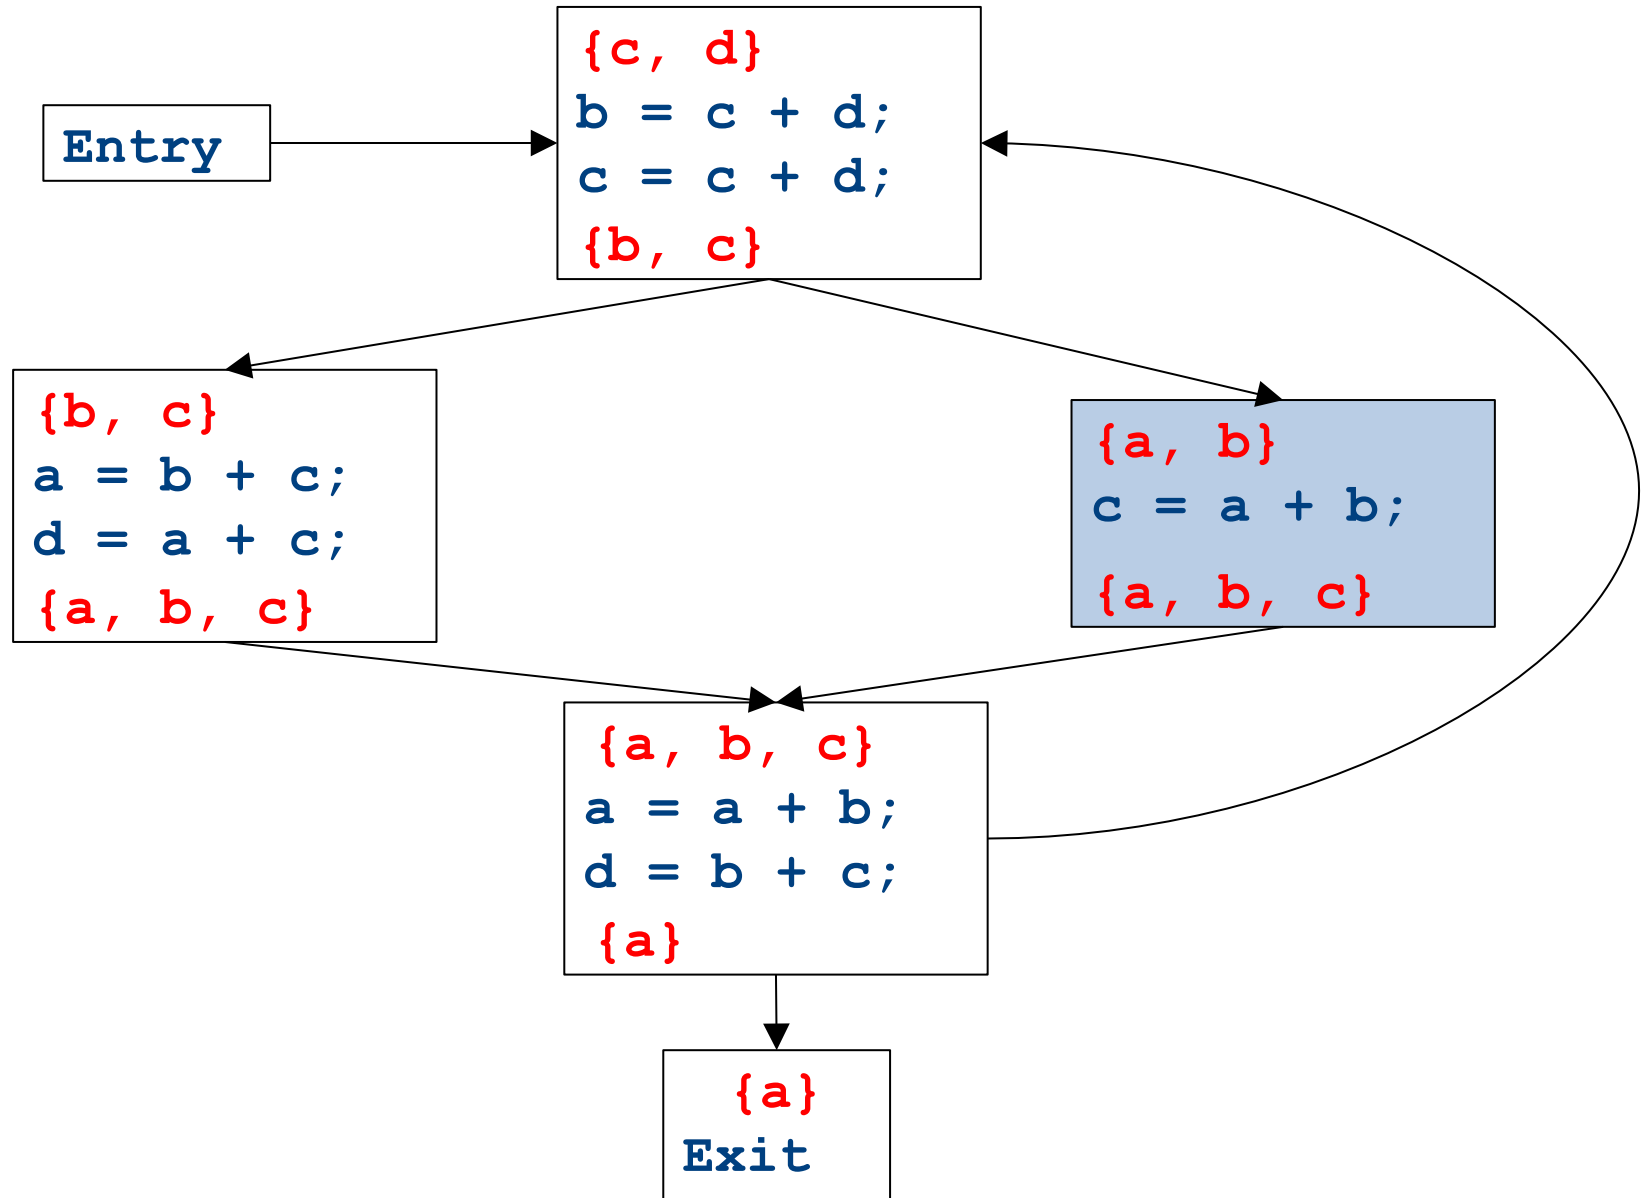 {c, d}
b = c + d;
c = c + d;
{b, c}
Entry
{b, c}
a = b + c;
d = a + c;
{a, b, c}
{a, b}
c = a + b;
{a, b, c}
{a, b, c}
a = a + b;
d = b + c;
{a}
{a}
Exit